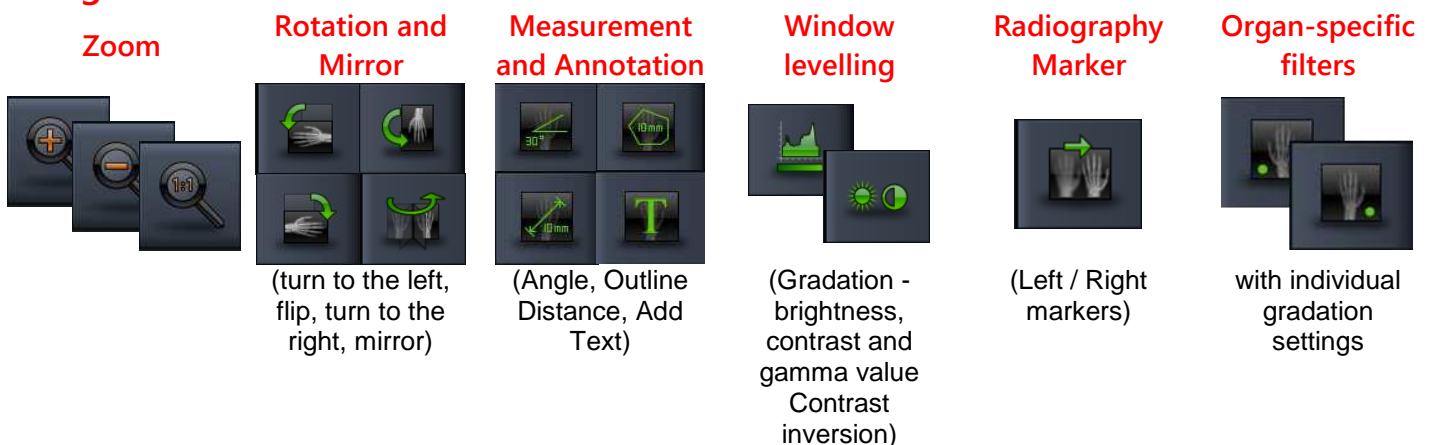 Zoom
Rotation and
Mirror
Measurement
and Annotation
Window
levelling
Radiography
Marker
Organ-specific
filters
1:1
30°
10mm
10mm
T
(turn to the left,
flip, turn to the
right, mirror)
(Angle, Outline
Distance, Add
Text)
(Gradation -
brightness,
contrast and
gamma value
Contrast
inversion)
(Left / Right
markers)
with individual
gradation
settings